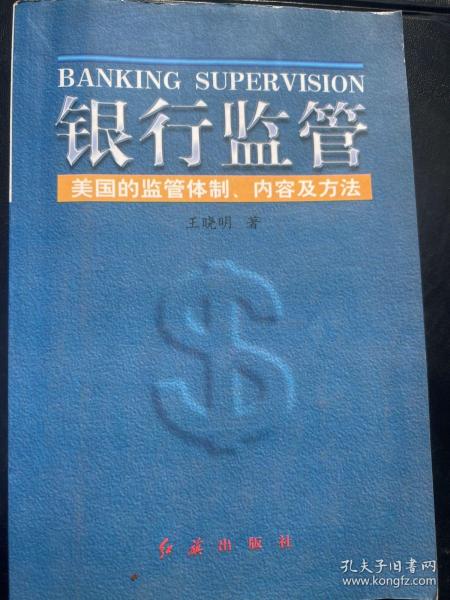 BANKING SUPERVISION
银行监管
美国的监管体制、内容及方法
王晓明 著
红旗出版社
孔夫子旧书网
www.kongfz.com